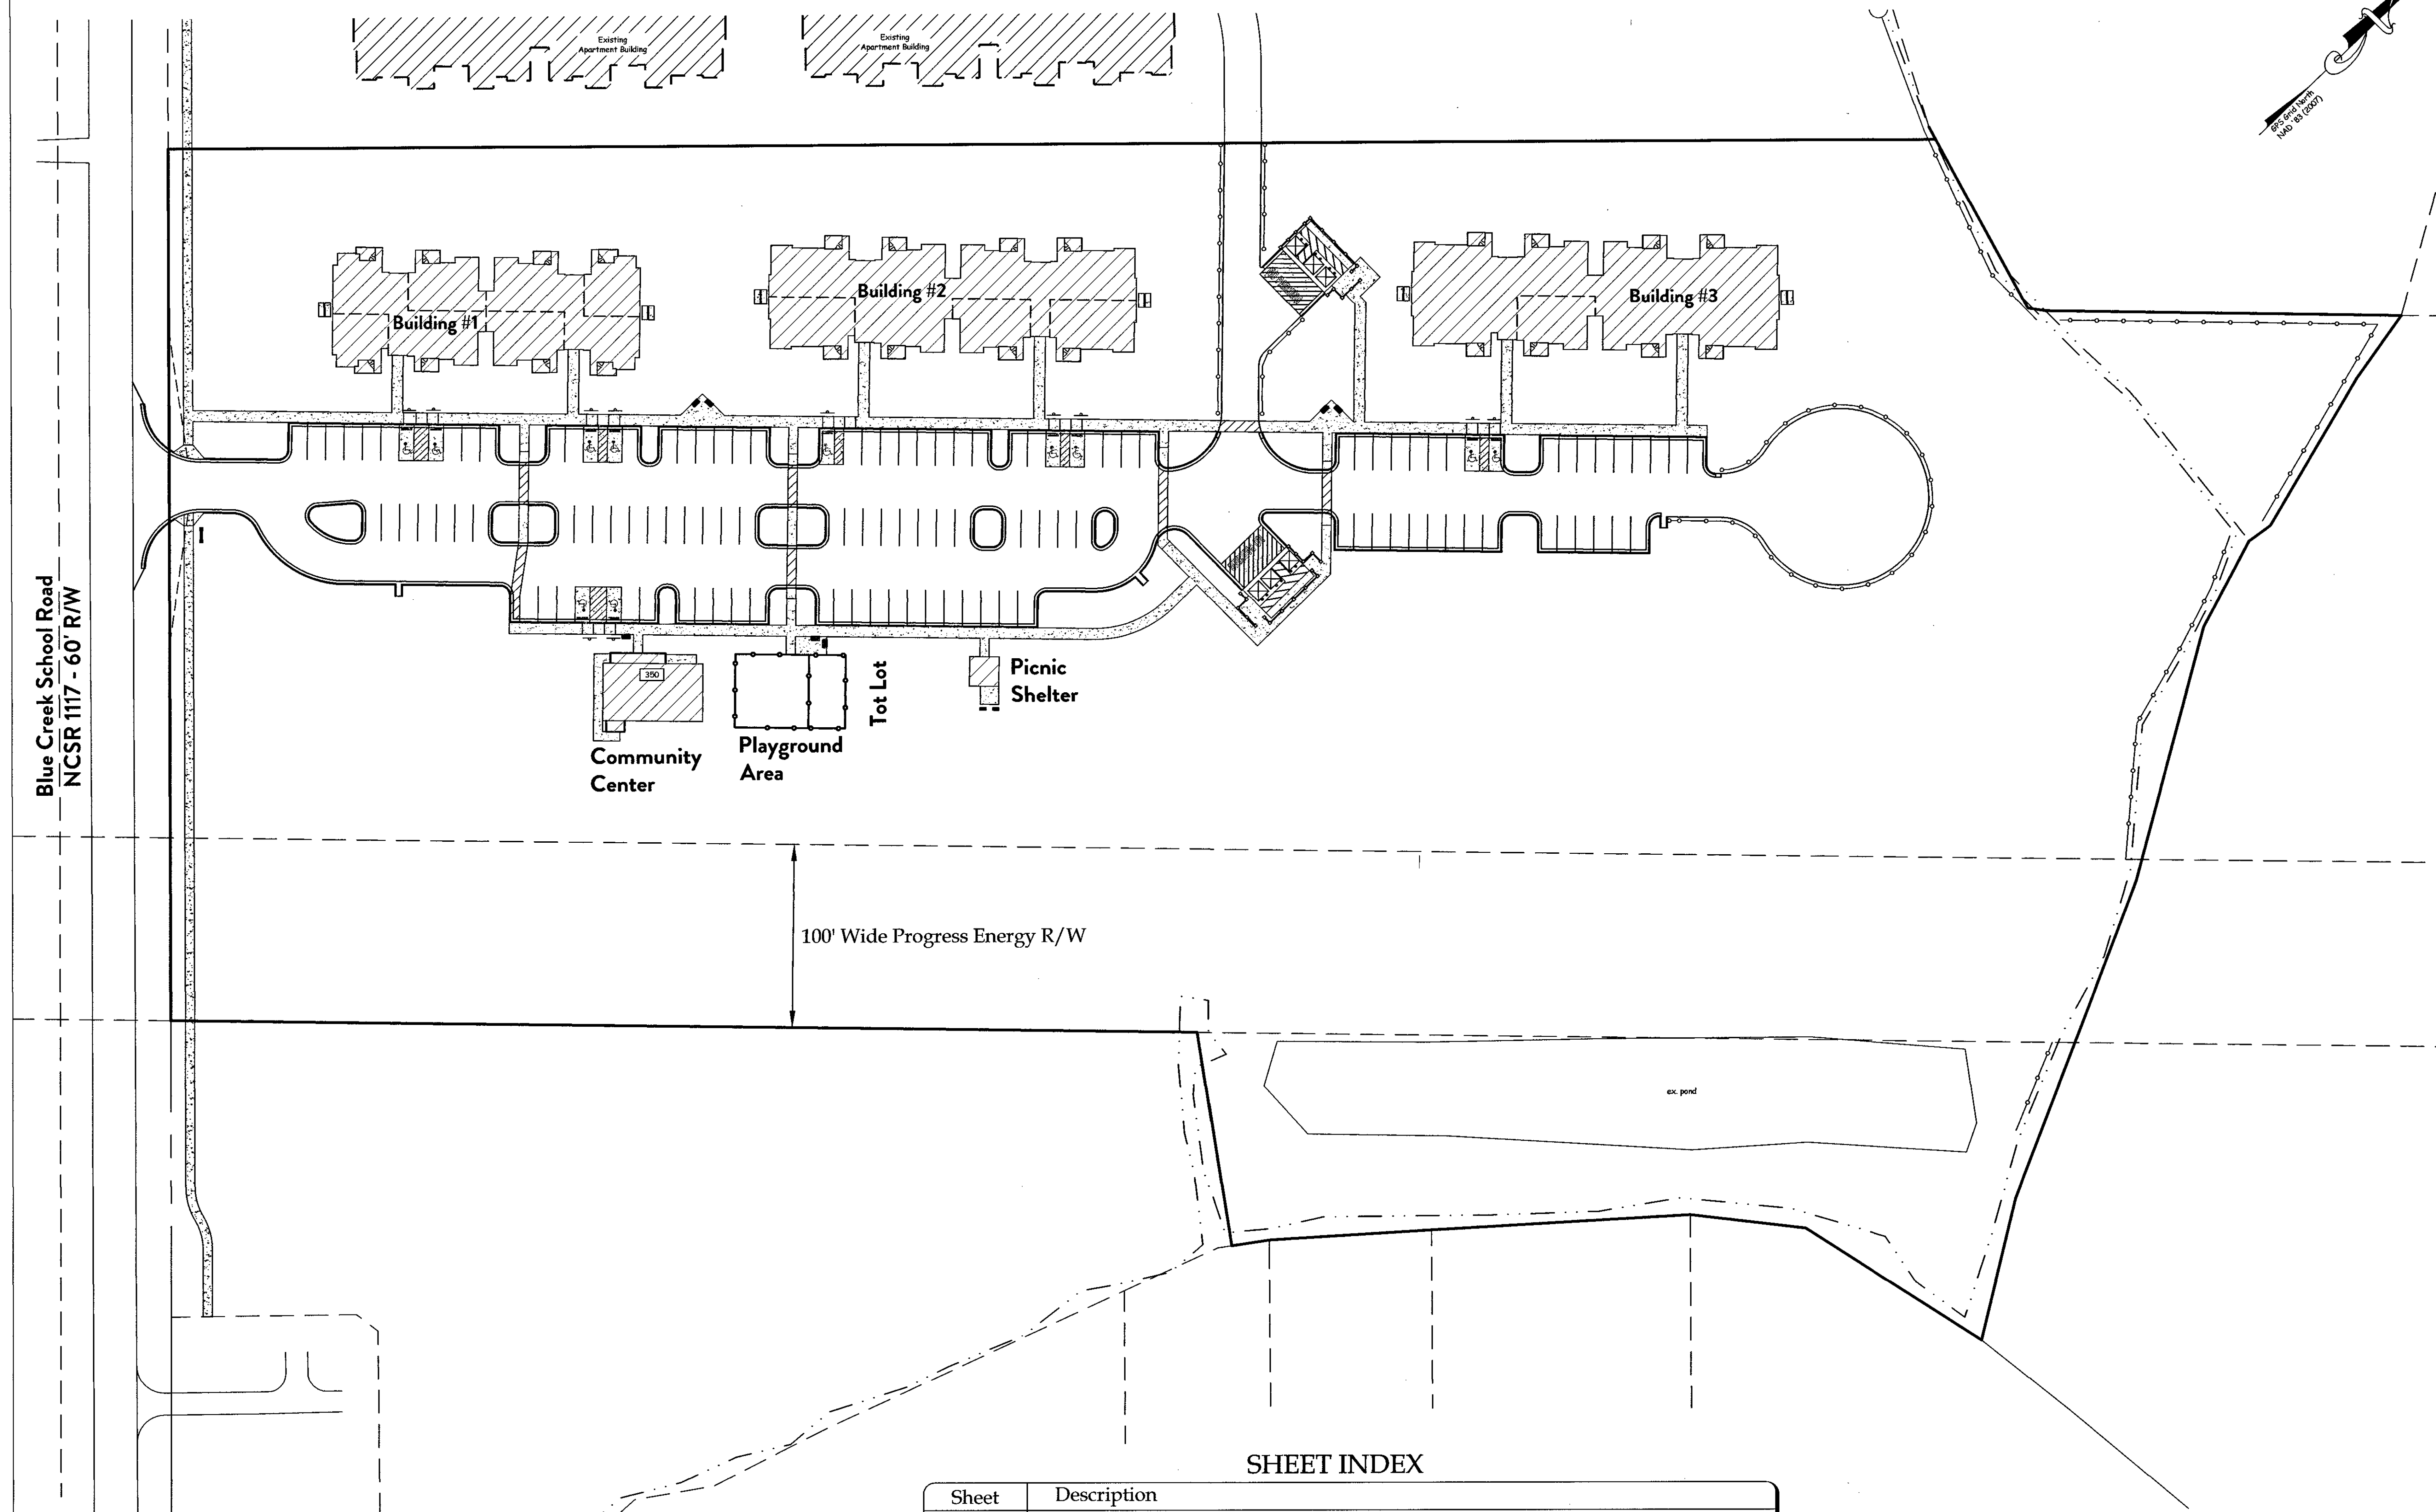 Existing
Apartment Building
Existing
Apartment Building
GPS Grid North
NAD '83 (2007)
Building #1
Building #2
Building #3
Blue Creek School Road
NCSR 1117 - 60' R/W
350
Community
Center
Playground
Area
Tot Lot
Picnic
Shelter
100' Wide Progress Energy R/W
ex. pond
SHEET INDEX
Sheet
Description